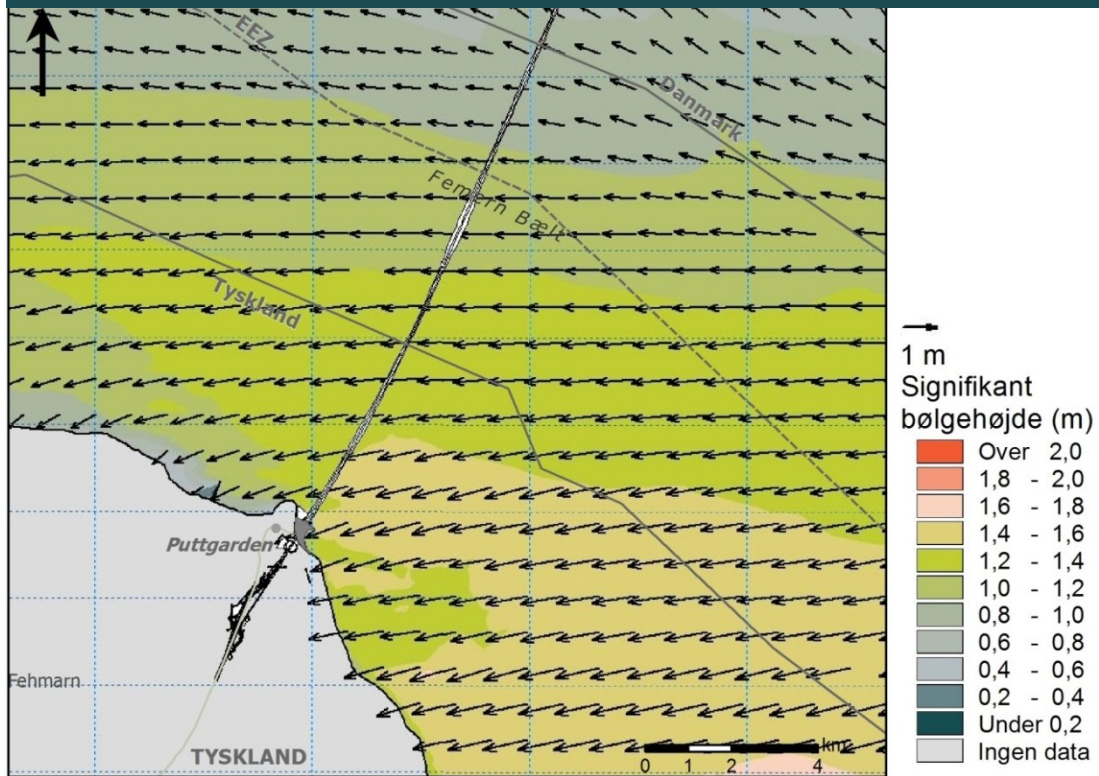 EEZ
Danmark
Femern Bælt
Tyskland
Puttgarden
Fehmarn
TYSKLAND
km
0 1 2 4
1 m
Signifikant
bølgehøjde (m)
Over 2,0
1,8 - 2,0
1,6 - 1,8
1,4 - 1,6
1,2 - 1,4
1,0 - 1,2
0,8 - 1,0
0,6 - 0,8
0,4 - 0,6
0,2 - 0,4
Under 0,2
Ingen data